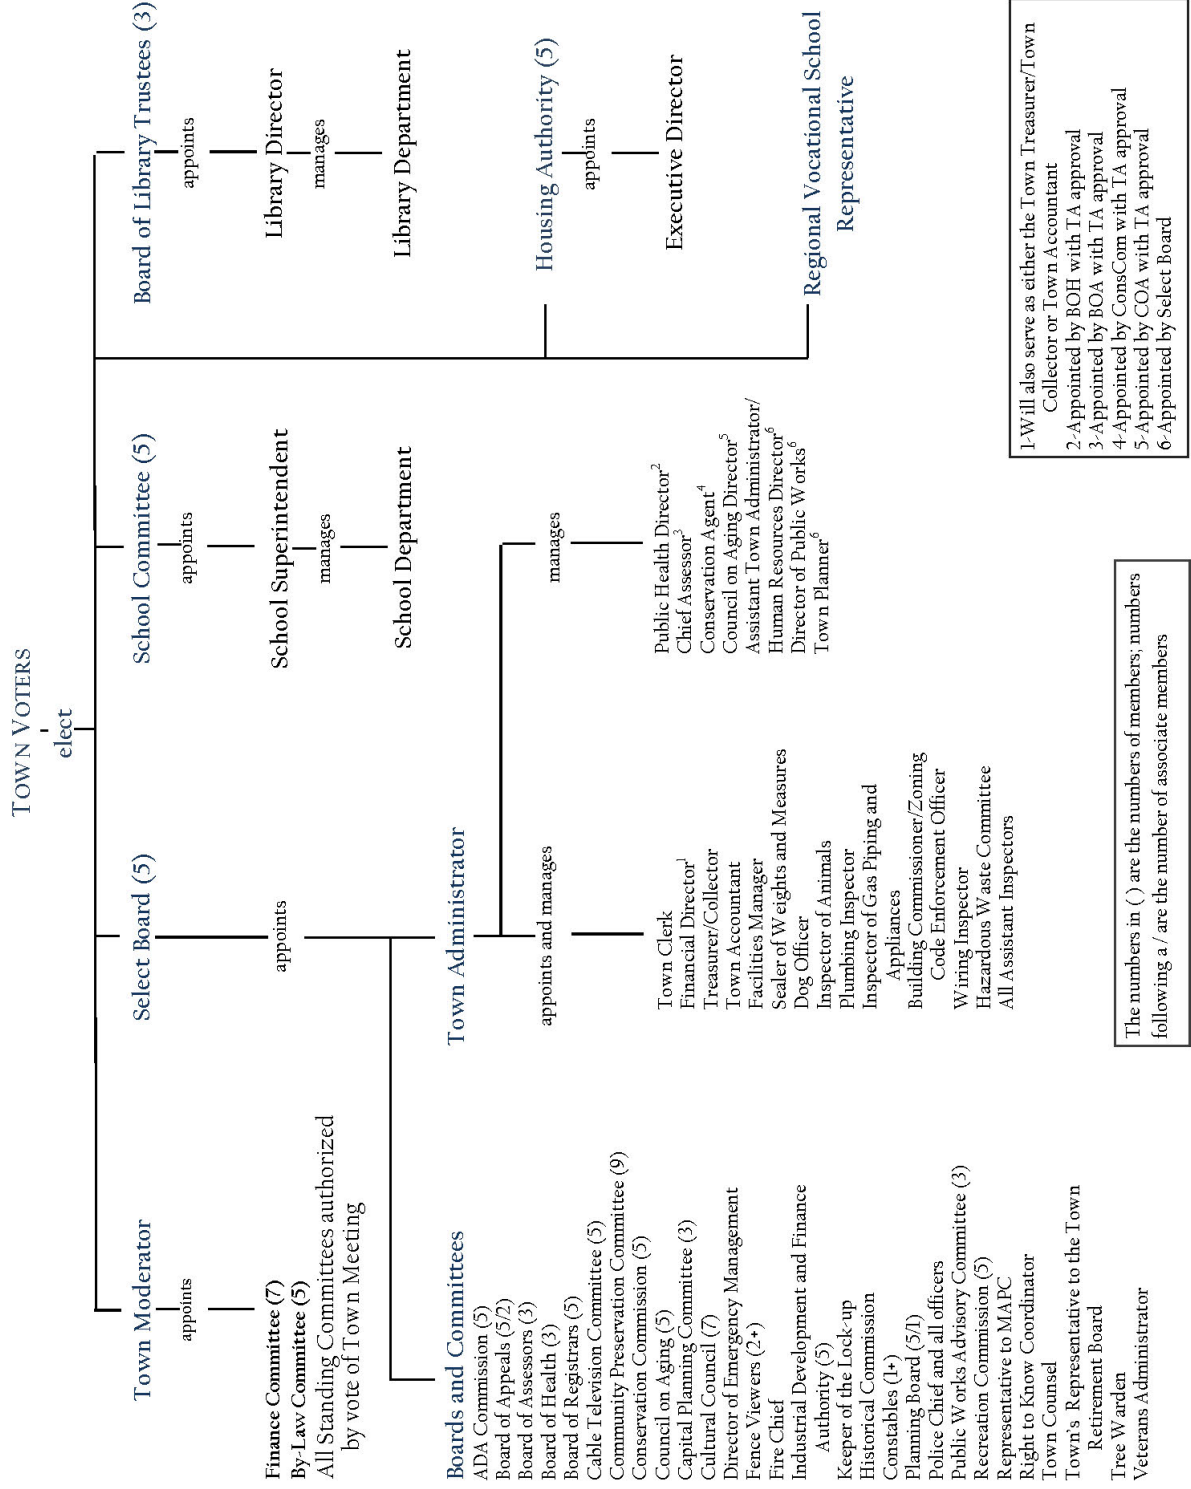 TOWN VOTERS
-
elect
Town Moderator
appoints
Finance Committee (7)
By-Law Committee (5)
All Standing Committees authorized
by vote of Town Meeting
Select Board (5)
appoints
Boards and Committees
ADA Commission (5)
Board of Appeals (5/2)
Board of Assessors (3)
Board of Health (3)
Board of Registrars (5)
Cable Television Committee (5)
Community Preservation Committee (9)
Conservation Commission (5)
Council on Aging (5)
Capital Planning Committee (3)
Cultural Council (7)
Director of Emergency Management
Fence Viewers (2+)
Fire Chief
Industrial Development and Finance
Authority (5)
Keeper of the Lock-up
Historical Commission
Constables (1+)
Planning Board (5/1)
Police Chief and all officers
Public Works Advisory Committee (3)
Recreation Commission (5)
Representative to MAPC
Right to Know Coordinator
Town Counsel
Town's Representative to the Town
Retirement Board
Tree Warden
Veterans Administrator
Town Administrator
appoints and manages
Town Clerk
Financial Director¹
Treasurer/Collector
Town Accountant
Facilities Manager
Sealer of Weights and Measures
Dog Officer
Inspector of Animals
Plumbing Inspector
Inspector of Gas Piping and
Appliances
Building Commissioner/Zoning
Code Enforcement Officer
Wiring Inspector
Hazardous Waste Committee
All Assistant Inspectors
manages
Public Health Director²
Chief Assessor³
Conservation Agent⁴
Council on Aging Director⁵
Assistant Town Administrator/
Human Resources Director⁶
Director of Public Works⁶
Town Planner⁶
School Committee (5)
appoints
School Superintendent
manages
School Department
Board of Library Trustees (3)
appoints
Library Director
manages
Library Department
Housing Authority (5)
appoints
Executive Director
Regional Vocational School
Representative
The numbers in ( ) are the numbers of members; numbers
following a / are the number of associate members
1-Will also serve as either the Town Treasurer/Town
Collector or Town Accountant
2-Appointed by BOH with TA approval
3-Appointed by BOA with TA approval
4-Appointed by ConsCom with TA approval
5-Appointed by COA with TA approval
6-Appointed by Select Board